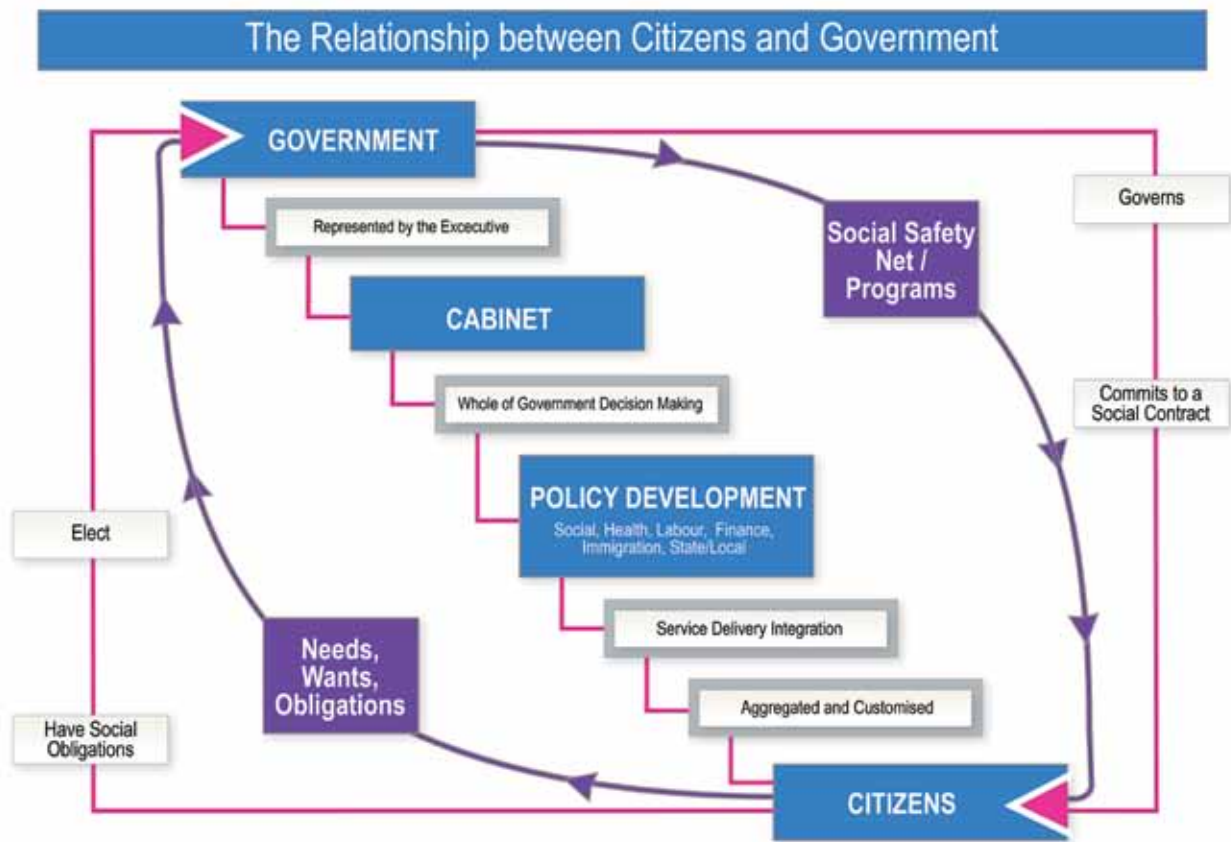 The Relationship between Citizens and Government
GOVERNMENT
Represented by the Excecutive
Governs
Social Safety
Net /
Programs
CABINET
Whole of Government Decision Making
Commits to a
Social Contract
POLICY DEVELOPMENT
Social, Health, Labour, Finance,
Immigration, State/Local
Elect
Service Delivery Integration
Needs,
Wants,
Obligations
Aggregated and Customised
Have Social
Obligations
CITIZENS